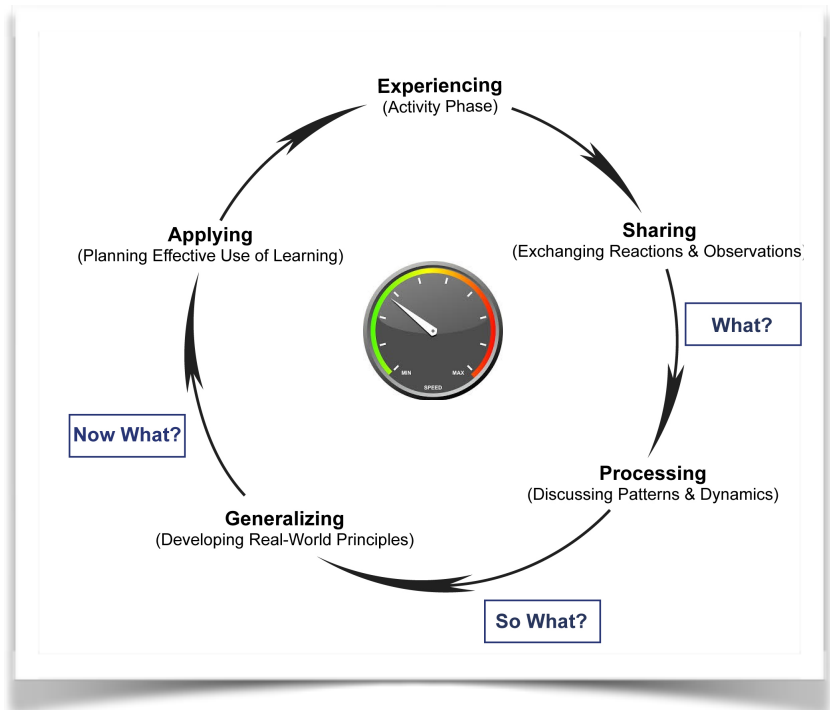 Experiencing
(Activity Phase)
Sharing
(Exchanging Reactions & Observations)
What?
Processing
(Discussing Patterns & Dynamics)
So What?
Generalizing
(Developing Real-World Principles)
Now What?
Applying
(Planning Effective Use of Learning)
MIN
MAX
SPEED